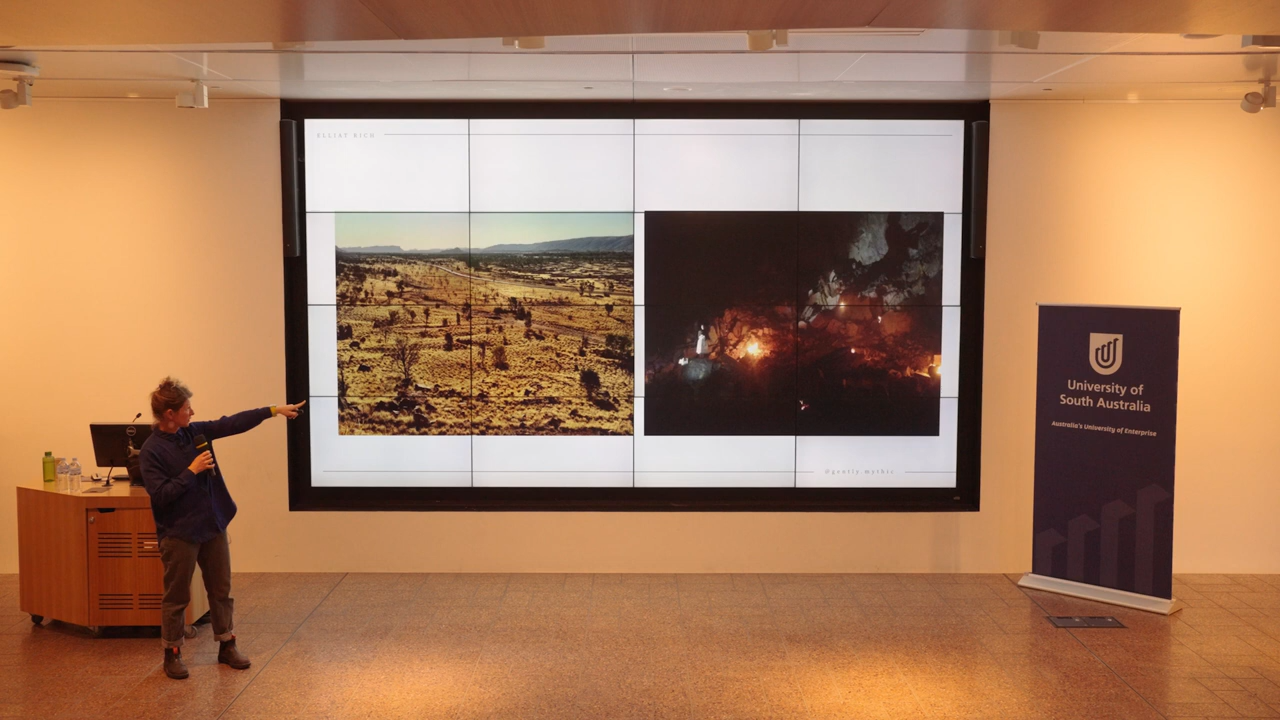 ELLIAT RICH
@gently.mythic
University of
South Australia
Australia's University of Enterprise